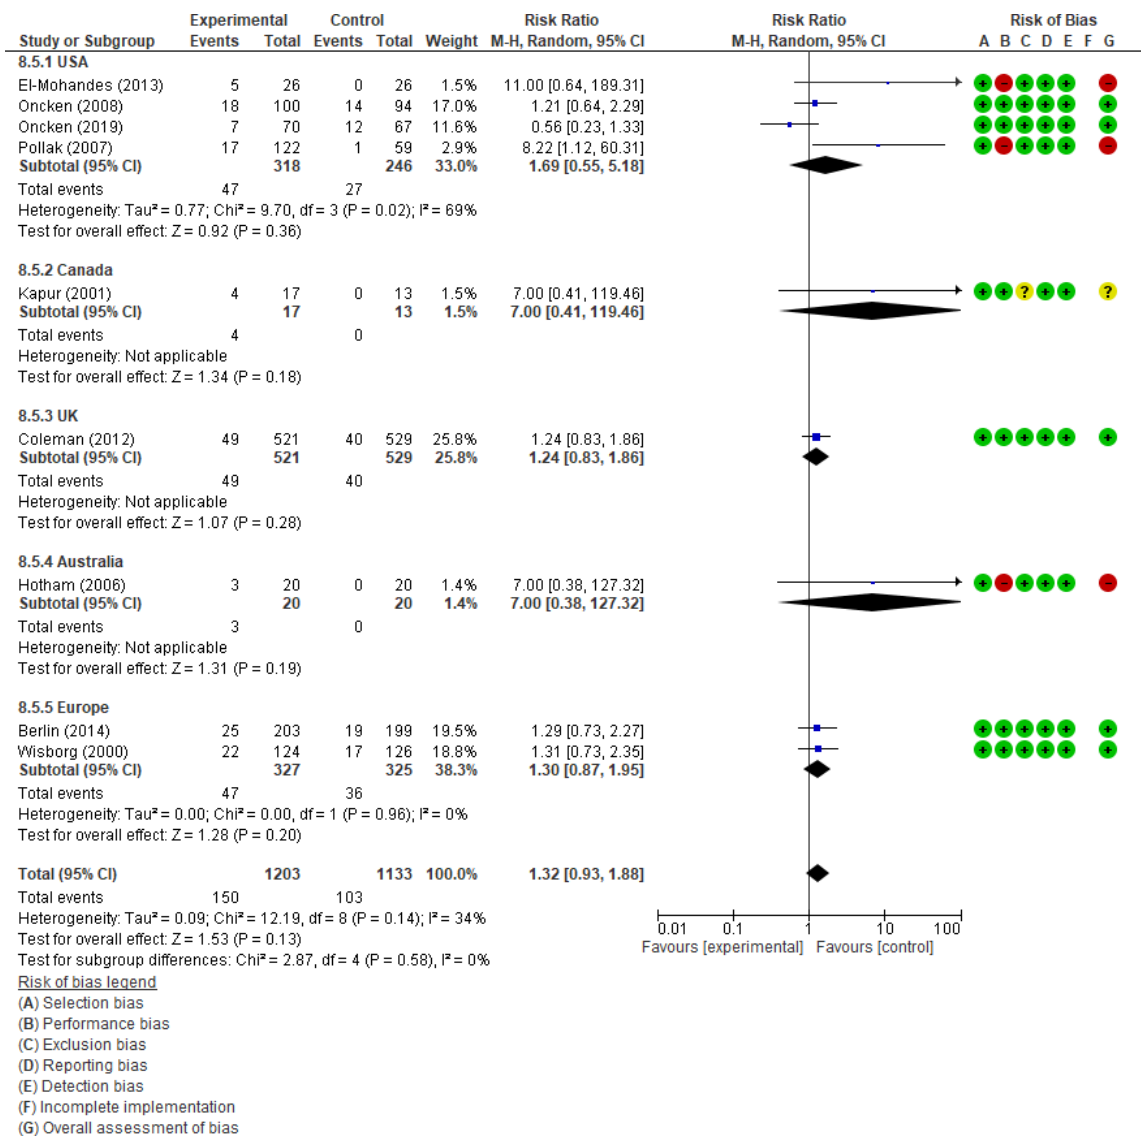 Experimental Control Risk Ratio Risk Ratio Risk of Bias
Study or Subgroup Events Total Events Total Weight M-H, Random, 95% CI M-H, Random, 95% CI A B C D E F G
8.5.1 USA
El-Mohandes (2013) 5 26 0 26 1.5% 11.00 [0.64, 189.31] + - + + + -
Oncken (2008) 18 100 14 94 17.0% 1.21 [0.64, 2.29] + + + + + +
Oncken (2019) 7 70 12 67 11.6% 0.56 [0.23, 1.33] + + + + + +
Pollak (2007) 17 122 1 59 2.9% 8.22 [1.12, 60.31] + - + + + -
Subtotal (95% CI) 318 246 33.0% 1.69 [0.55, 5.18]
Total events 47 27
Heterogeneity: Tau² = 0.77; Chi² = 9.70, df = 3 (P = 0.02); I² = 69%
Test for overall effect: Z = 0.92 (P = 0.36)
8.5.2 Canada
Kapur (2001) 4 17 0 13 1.5% 7.00 [0.41, 119.46] + + ? + + ?
Subtotal (95% CI) 17 13 1.5% 7.00 [0.41, 119.46]
Total events 4 0
Heterogeneity: Not applicable
Test for overall effect: Z = 1.34 (P = 0.18)
8.5.3 UK
Coleman (2012) 49 521 40 529 25.8% 1.24 [0.83, 1.86] + + + + + +
Subtotal (95% CI) 521 529 25.8% 1.24 [0.83, 1.86]
Total events 49 40
Heterogeneity: Not applicable
Test for overall effect: Z = 1.07 (P = 0.28)
8.5.4 Australia
Hotham (2006) 3 20 0 20 1.4% 7.00 [0.38, 127.32] + - + + + -
Subtotal (95% CI) 20 20 1.4% 7.00 [0.38, 127.32]
Total events 3 0
Heterogeneity: Not applicable
Test for overall effect: Z = 1.31 (P = 0.19)
8.5.5 Europe
Berlin (2014) 25 203 19 199 19.5% 1.29 [0.73, 2.27] + + + + + +
Wisborg (2000) 22 124 17 126 18.8% 1.31 [0.73, 2.35] + + + + + +
Subtotal (95% CI) 327 325 38.3% 1.30 [0.87, 1.95]
Total events 47 36
Heterogeneity: Tau² = 0.00; Chi² = 0.00, df = 1 (P = 0.96); I² = 0%
Test for overall effect: Z = 1.28 (P = 0.20)
Total (95% CI) 1203 1133 100.0% 1.32 [0.93, 1.88]
Total events 150 103
Heterogeneity: Tau² = 0.09; Chi² = 12.19, df = 8 (P = 0.14); I² = 34%
Test for overall effect: Z = 1.53 (P = 0.13)
Test for subgroup differences: Chi² = 2.87, df = 4 (P = 0.58), I² = 0%
0.01 0.1 1 10 100
Favours [experimental] Favours [control]
Risk of bias legend
(A) Selection bias
(B) Performance bias
(C) Exclusion bias
(D) Reporting bias
(E) Detection bias
(F) Incomplete implementation
(G) Overall assessment of bias